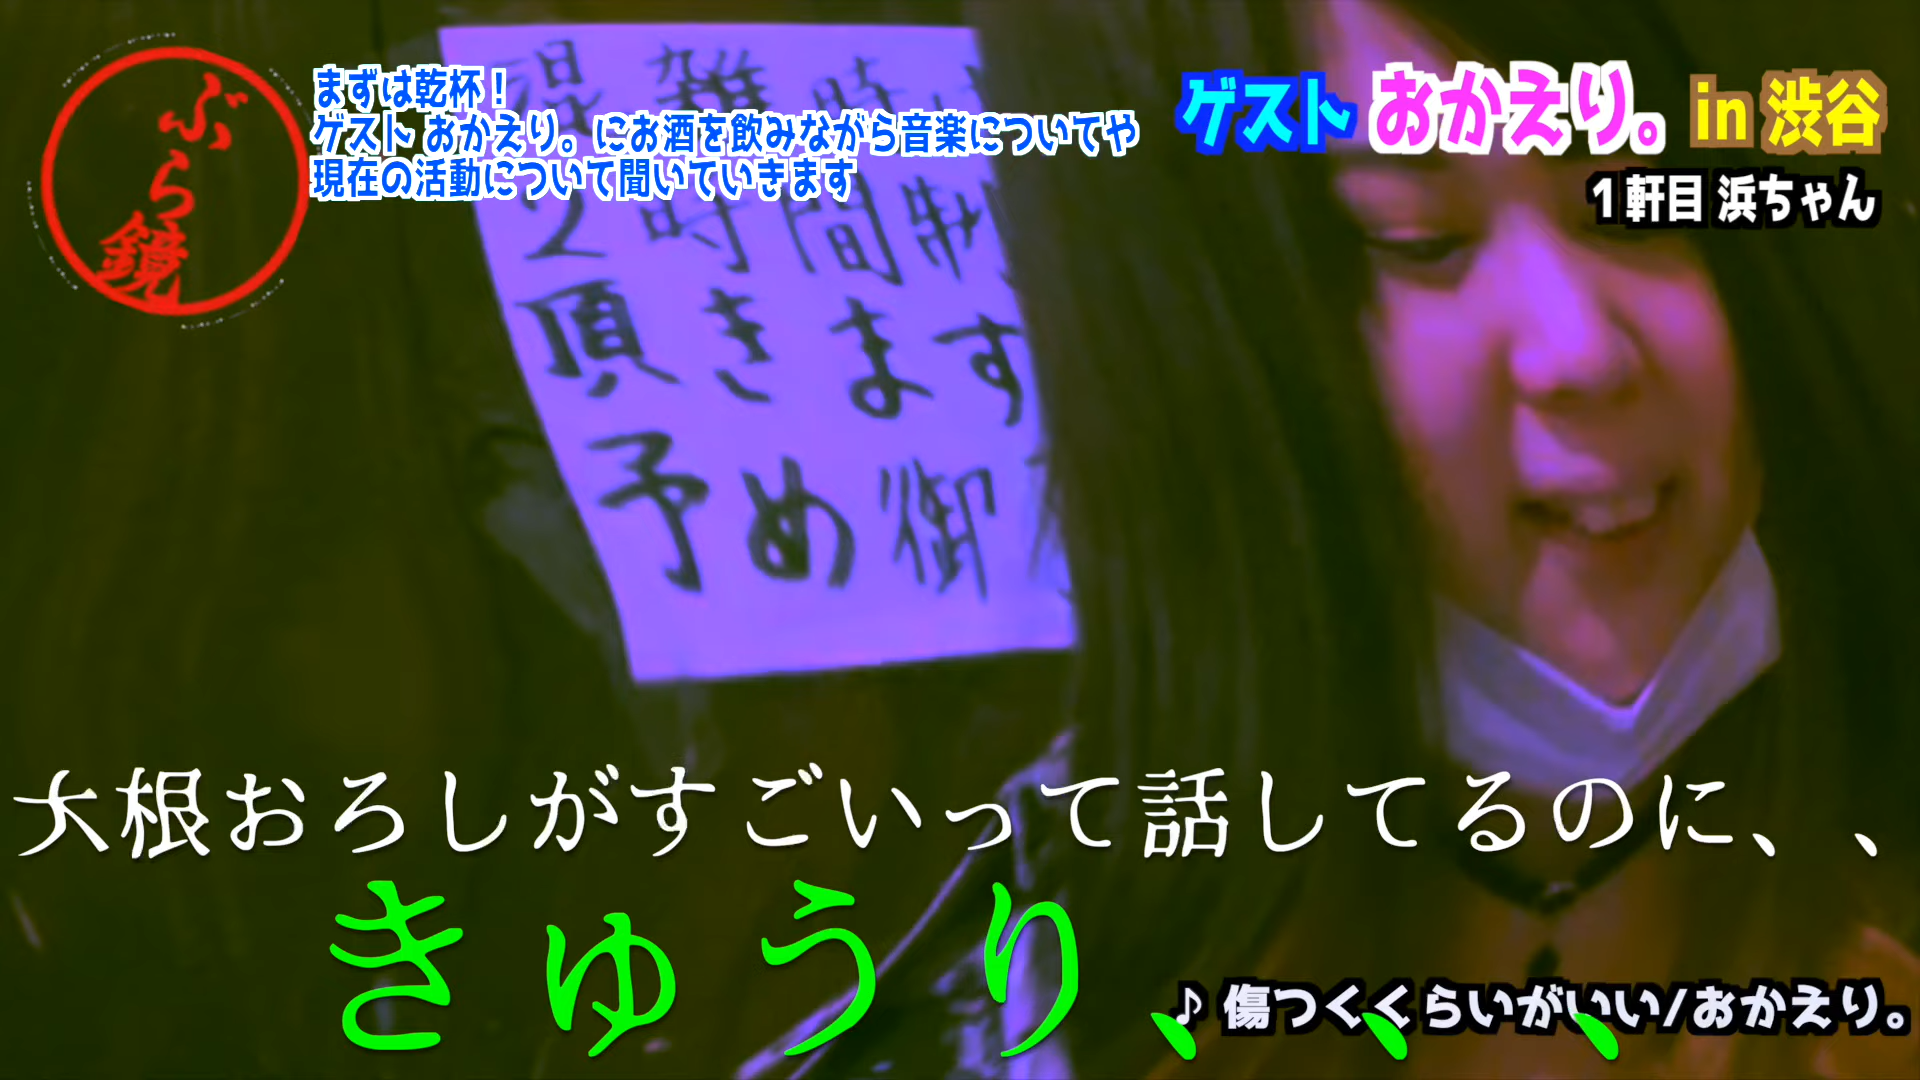 ぶら鏡
まずは乾杯！
ゲスト おかえり。にお酒を飲みながら音楽についてや
現在の活動について聞いていきます
ゲスト おかえり。in 渋谷
1軒目 浜ちゃん
混雑時
2時間制
頂きます
予め御
大根おろしがすごいって話してるのに、、
きゅうり、、、
♪ 傷つくくらいがいい/おかえり。